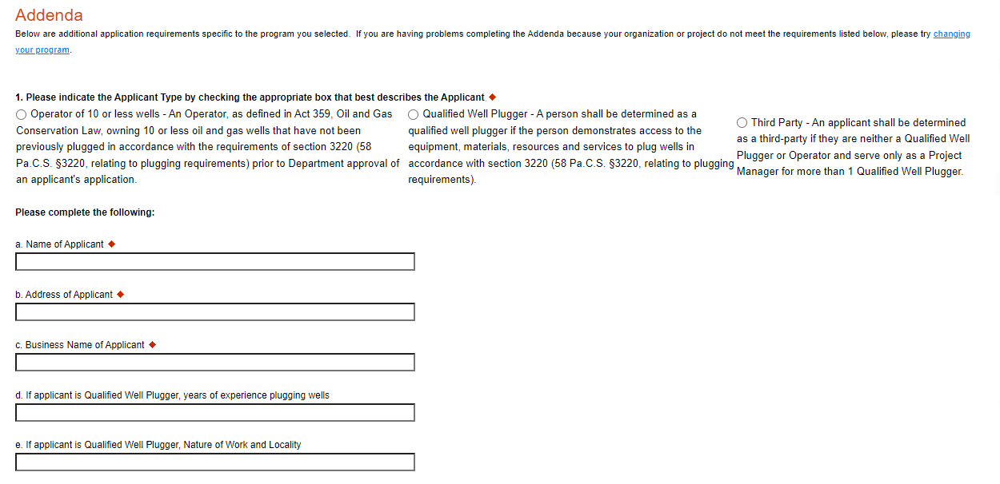 Addenda
Below are additional application requirements specific to the program you selected. If you are having problems completing the Addenda because your organization or project do not meet the requirements listed below, please try changing
your program.
1. Please indicate the Applicant Type by checking the appropriate box that best describes the Applicant
Operator of 10 or less wells - An Operator, as defined in Act 359, Oil and Gas
Conservation Law, owning 10 or less oil and gas wells that have not been
previously plugged in accordance with the requirements of section 3220 (58
Pa.C.S. §3220, relating to plugging requirements) prior to Department approval of
an applicant's application.
Qualified Well Plugger - A person shall be determined as a
qualified well plugger if the person demonstrates access to the
equipment, materials, resources and services to plug wells in
accordance with section 3220 (58 Pa.C.S. §3220, relating to plugging
requirements).
Third Party - An applicant shall be determined
as a third-party if they are neither a Qualified Well
Plugger or Operator and serve only as a Project
Manager for more than 1 Qualified Well Plugger.
Please complete the following:
a. Name of Applicant
b. Address of Applicant
c. Business Name of Applicant
d. If applicant is Qualified Well Plugger, years of experience plugging wells
e. If applicant is Qualified Well Plugger, Nature of Work and Locality